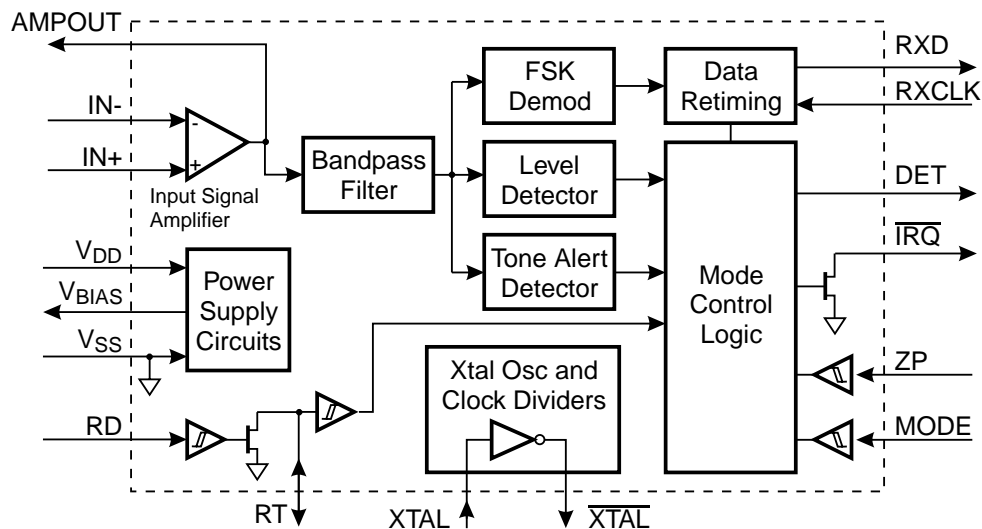 AMPOUT
IN-
IN+
-
+
Input Signal
Amplifier
Bandpass
Filter
FSK
Demod
Level
Detector
Tone Alert
Detector
Data
Retiming
RXD
RXCLK
Mode
Control
Logic
DET
IRQ
ZP
MODE
VDD
VBIAS
VSS
Power
Supply
Circuits
RD
RT
Xtal Osc and
Clock Dividers
XTAL
XTAL